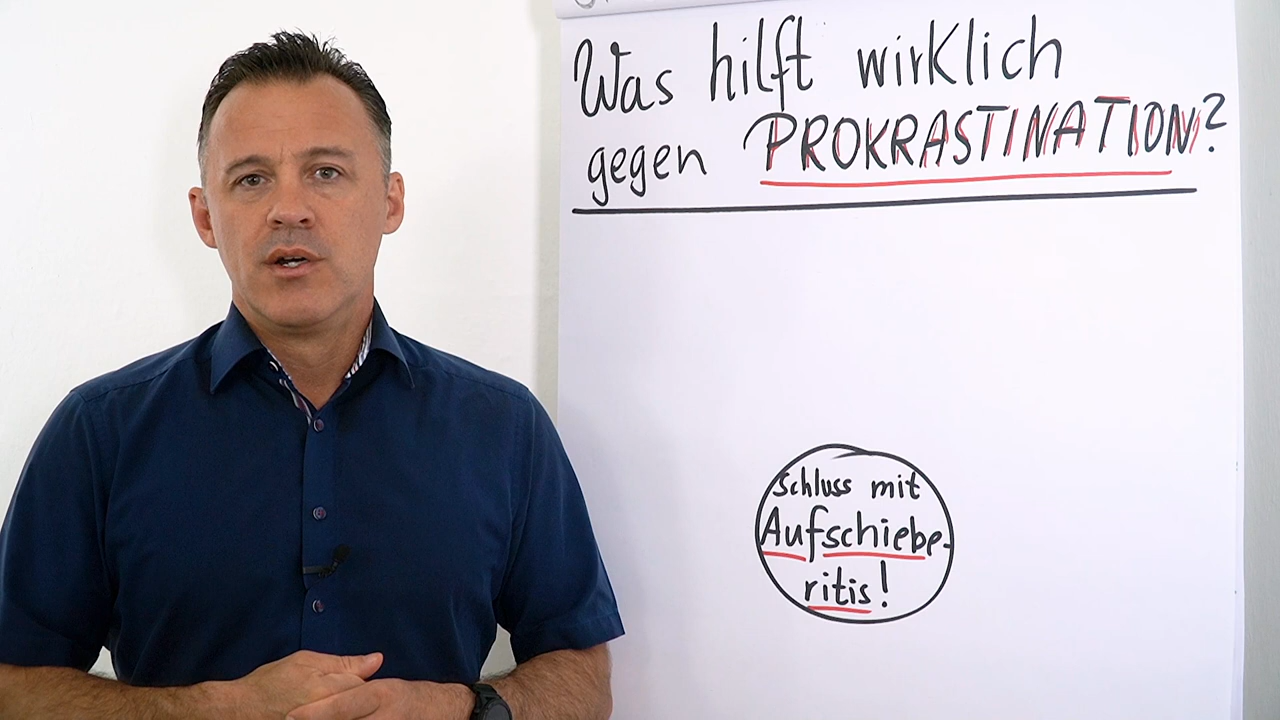 Was hilft wirklich
gegen PROKRASTINATION?
Schluss mit
Aufschiebe-
ritis!